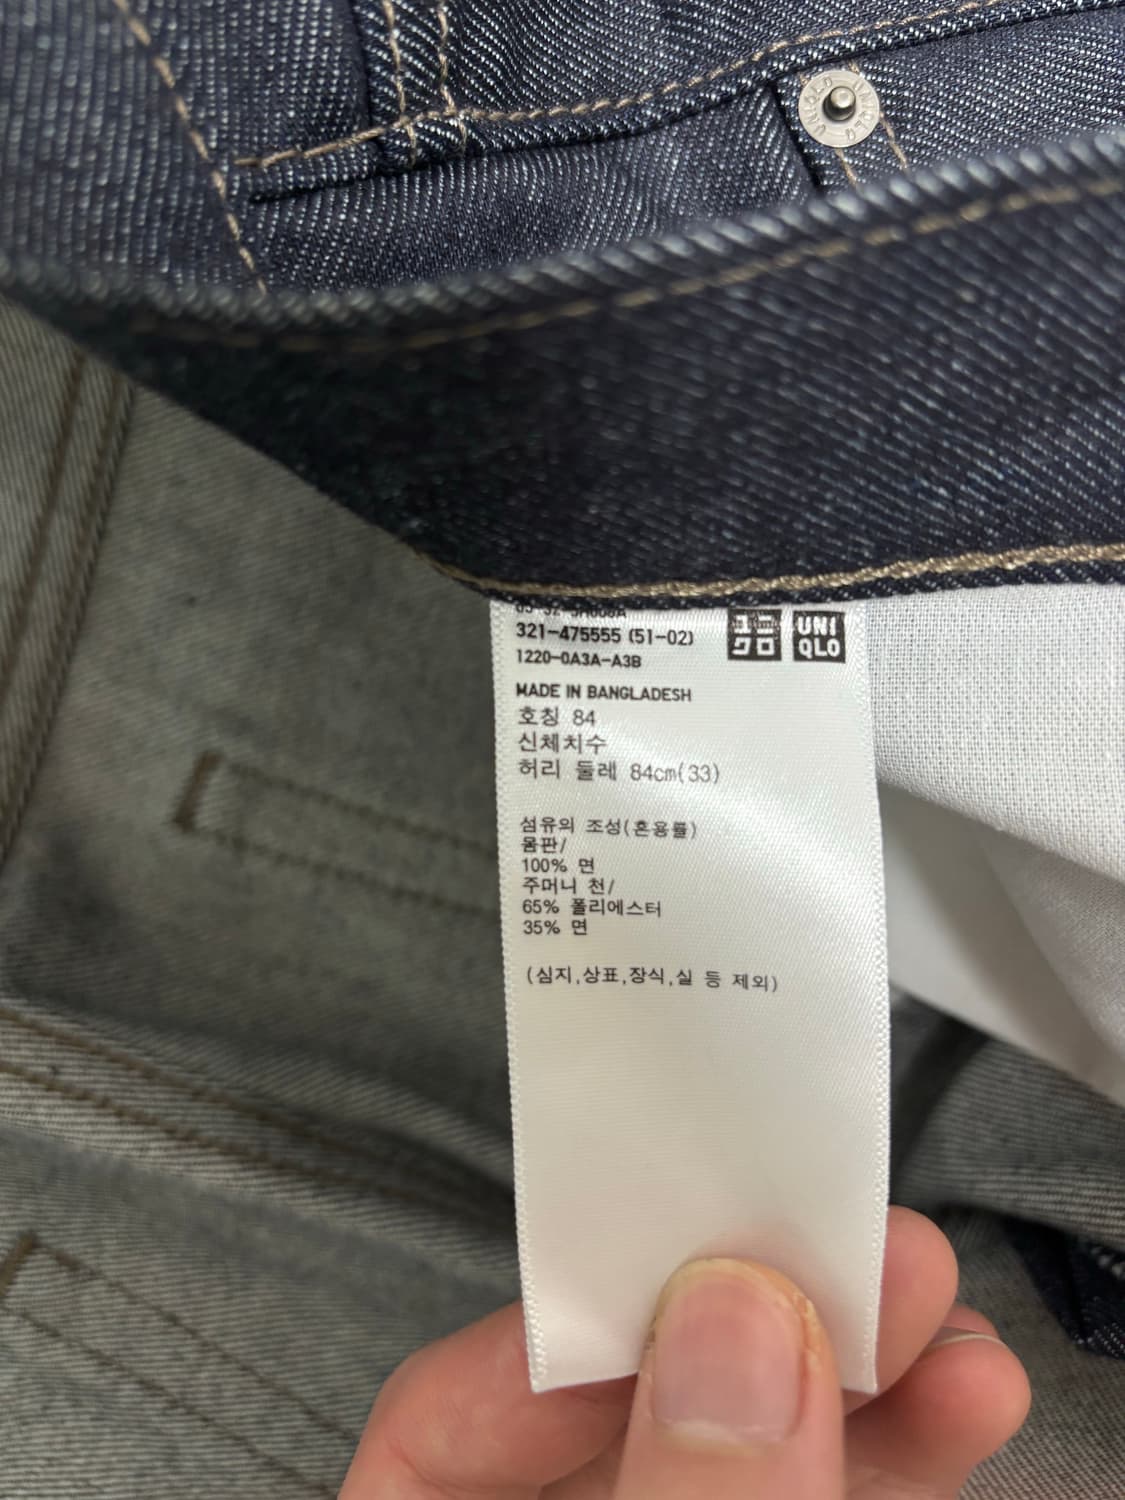 UNIQLO UNIQLO
321-475555 (51-02)
1220-0A3A-A3B
ユニ
クロ
UNI
QLO
MADE IN BANGLADESH
호칭 84
신체치수
허리 둘레 84cm(33)
섬유의 조성(혼용률)
몸판/
100% 면
주머니 천/
65% 폴리에스터
35% 면
(심지,상표,장식,실 등 제외)